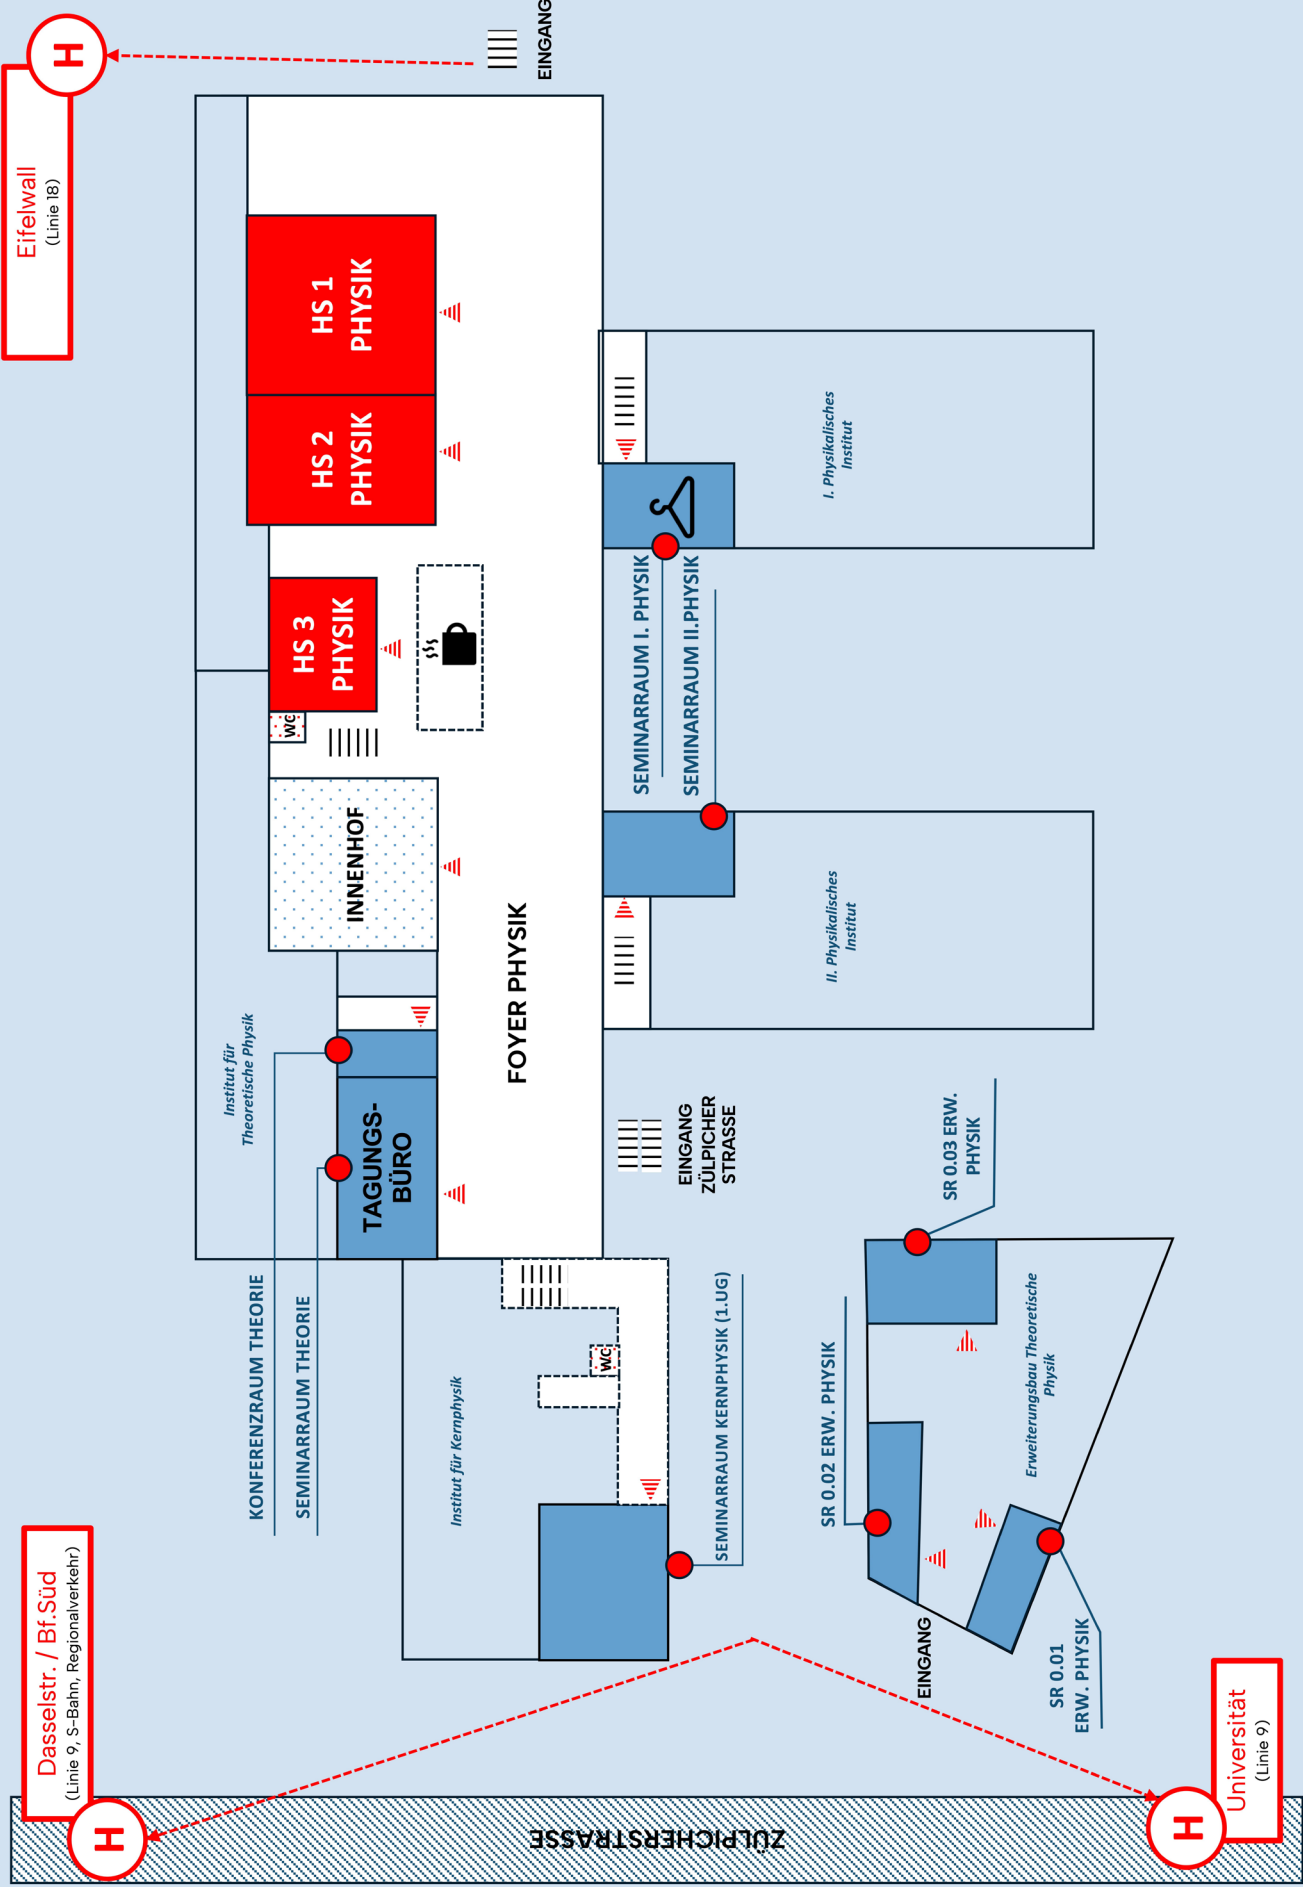 Dasselstr. / Bf.Süd
(Linie 9, S-Bahn, Regionalverkehr)
H
Eifelwall
(Linie 18)
H
KONFERENZRAUM THEORIE
SEMINARRAUM THEORIE
Institut für
Theoretische Physik
TAGUNGS-
BÜRO
INNENHOF
WC
HS 3
PHYSIK
HS 2
PHYSIK
HS 1
PHYSIK
EINGANG
Institut für Kernphysik
WC
FOYER PHYSIK
SEMINARRAUM KERNPHYSIK (1.UG)
EINGANG
ZÜLPICHER
STRASSE
SEMINARRAUM I. PHYSIK
SEMINARRAUM II.PHYSIK
II. Physikalisches
Institut
I. Physikalisches
Institut
ZÜLPICHERSTRASSE
SR 0.02 ERW. PHYSIK
SR 0.03 ERW.
PHYSIK
EINGANG
Erweiterungsbau Theoretische
Physik
SR 0.01
ERW. PHYSIK
H
Universität
(Linie 9)